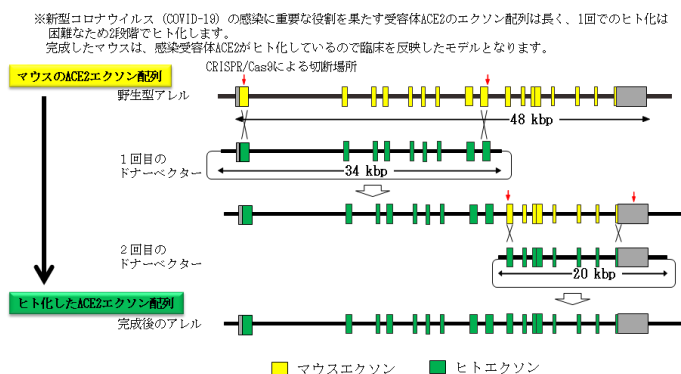 ※新型コロナウイルス（COVID-19）の感染に重要な役割を果たす受容体ACE2のエクソン配列は長く、1回でのヒト化は
困難なため2段階でヒト化します。
完成したマウスは、感染受容体ACE2がヒト化しているので臨床を反映したモデルとなります。
マウスのACE2エクソン配列
CRISPR/Cas9による切断場所
野生型アレル
48 kbp
1回目の
ドナーベクター
34 kbp
2回目の
ドナーベクター
20 kbp
ヒト化したACE2エクソン配列
完成後のアレル
マウスエクソン
ヒトエクソン